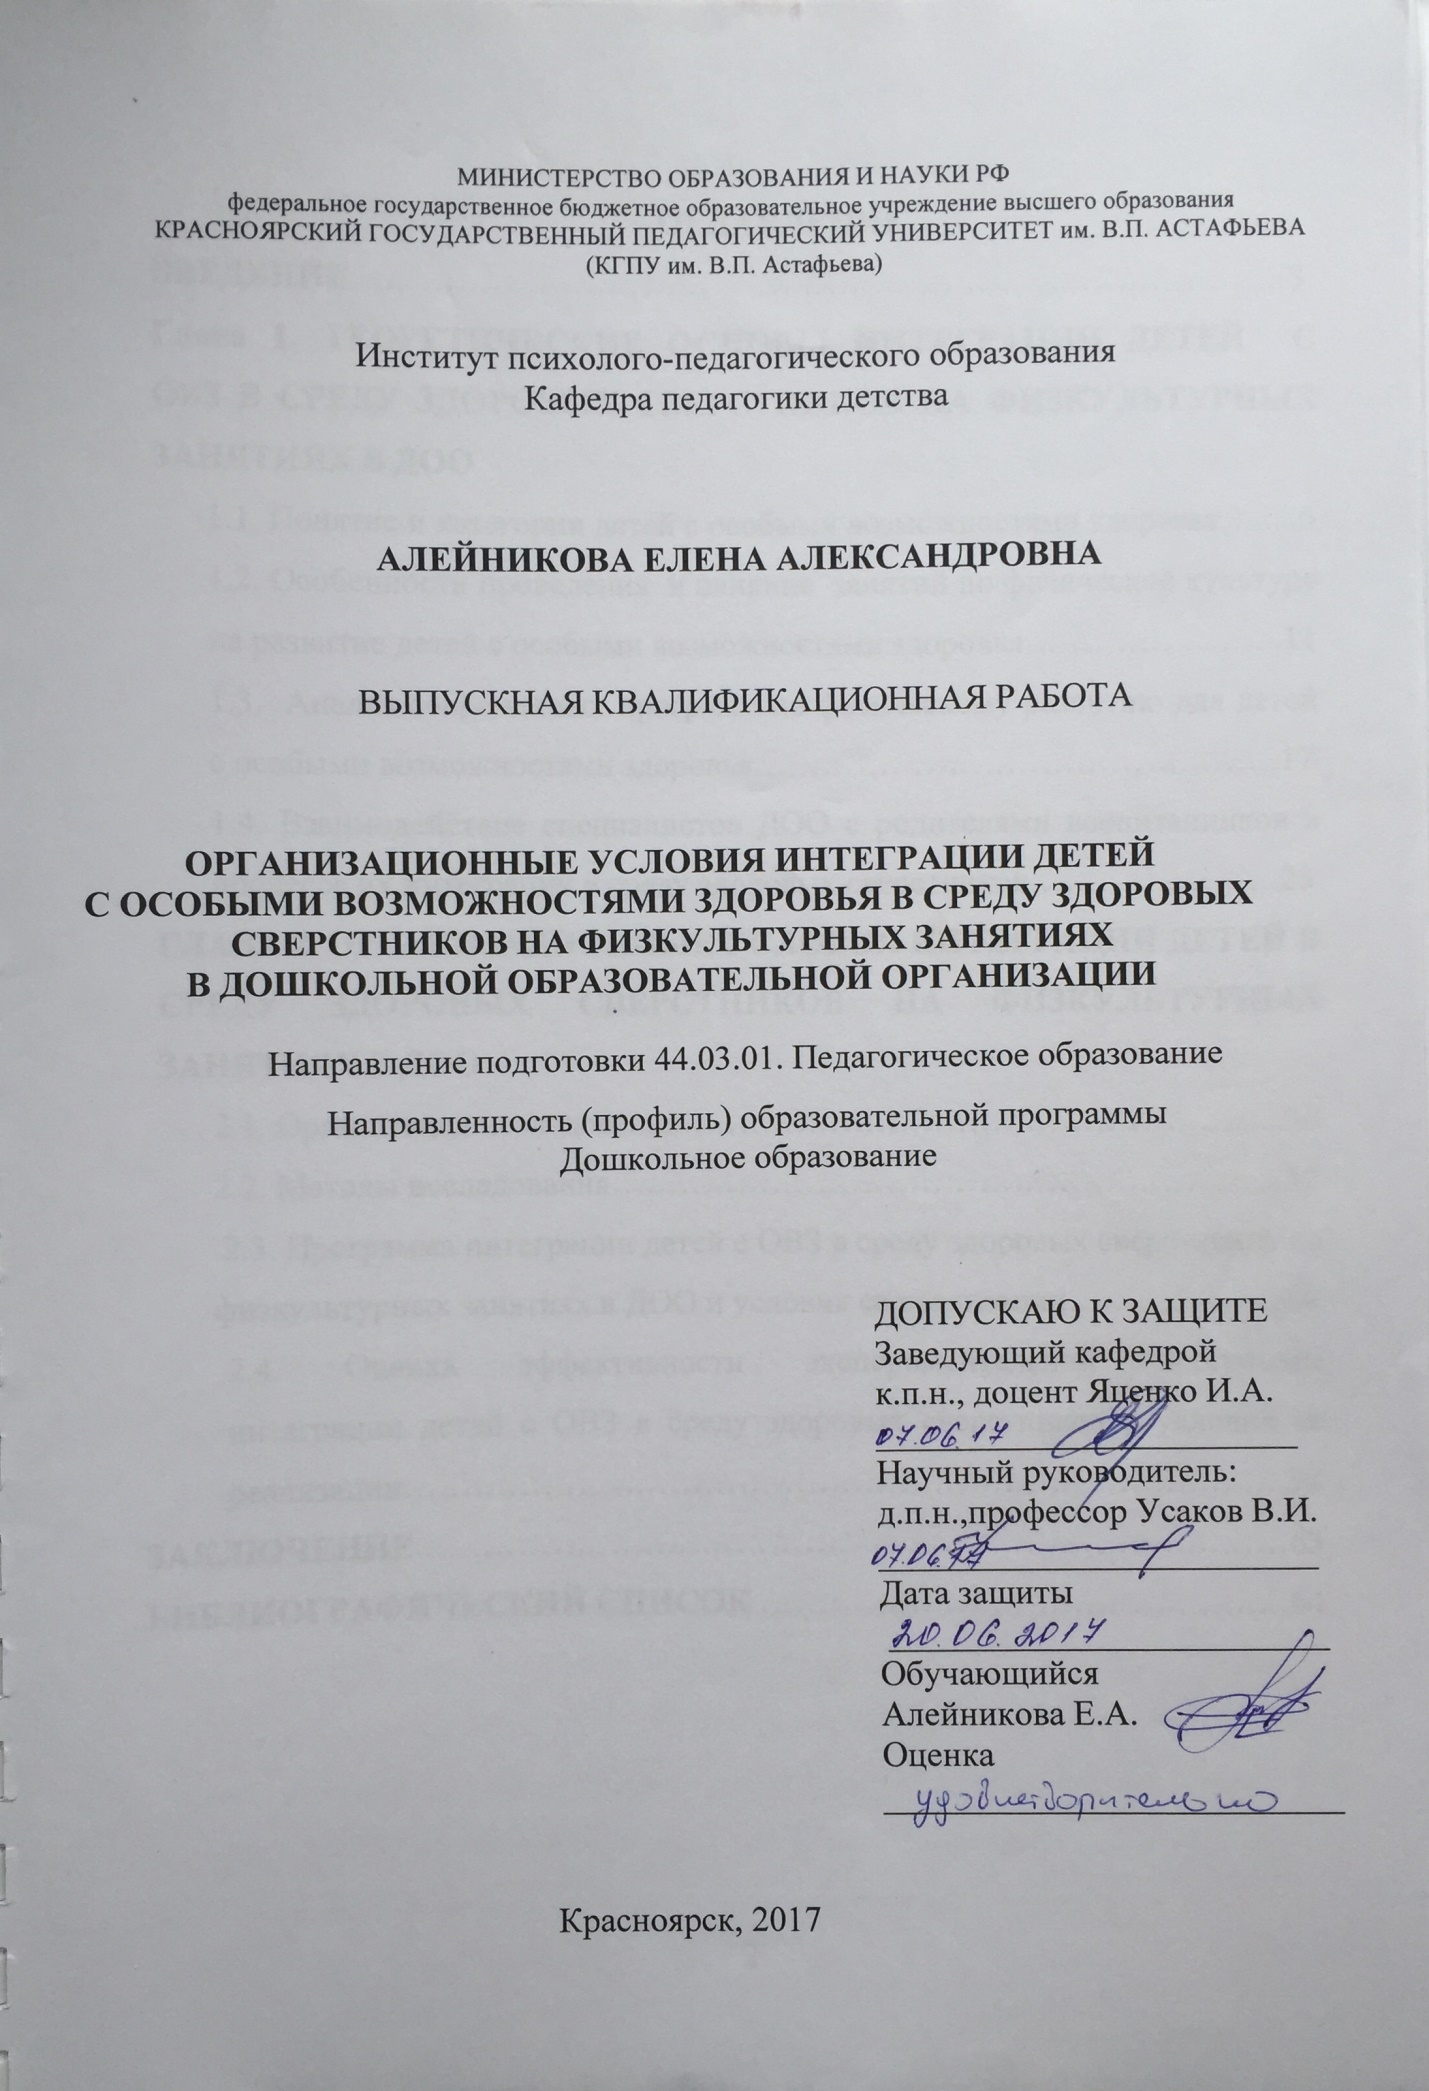 МИНИСТЕРСТВО ОБРАЗОВАНИЯ И НАУКИ РФ
федеральное государственное бюджетное образовательное учреждение высшего образования
КРАСНОЯРСКИЙ ГОСУДАРСТВЕННЫЙ ПЕДАГОГИЧЕСКИЙ УНИВЕРСИТЕТ им. В.П. АСТАФЬЕВА
(КГПУ им. В.П. Астафьева)
Институт психолого-педагогического образования
Кафедра педагогики детства
АЛЕЙНИКОВА ЕЛЕНА АЛЕКСАНДРОВНА
ВЫПУСКНАЯ КВАЛИФИКАЦИОННАЯ РАБОТА
ОРГАНИЗАЦИОННЫЕ УСЛОВИЯ ИНТЕГРАЦИИ ДЕТЕЙ
С ОСОБЫМИ ВОЗМОЖНОСТЯМИ ЗДОРОВЬЯ В СРЕДУ ЗДОРОВЫХ
СВЕРСТНИКОВ НА ФИЗКУЛЬТУРНЫХ ЗАНЯТИЯХ
В ДОШКОЛЬНОЙ ОБРАЗОВАТЕЛЬНОЙ ОРГАНИЗАЦИИ
Направление подготовки 44.03.01. Педагогическое образование
Направленность (профиль) образовательной программы
Дошкольное образование
ДОПУСКАЮ К ЗАЩИТЕ
Заведующий кафедрой
к.п.н., доцент Яценко И.А.
07.06.17
Научный руководитель:
д.п.н.,профессор Усаков В.И.
07.06.17
Дата защиты
20.06.2017
Обучающийся
Алейникова Е.А.
Оценка
удовлетворительно
Красноярск, 2017